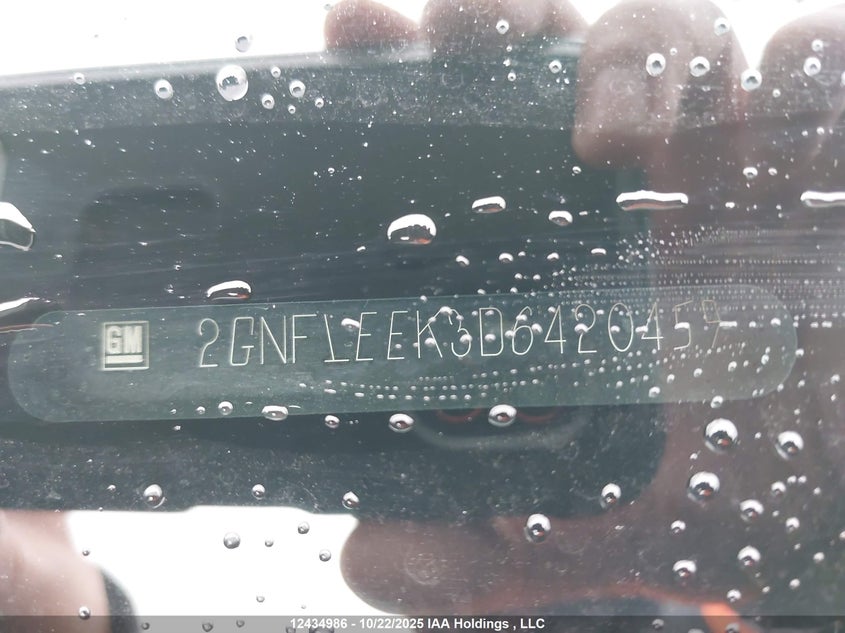 GM 2GNFLEEK3D6420459
12434986 - 10/22/2025 IAA Holdings , LLC